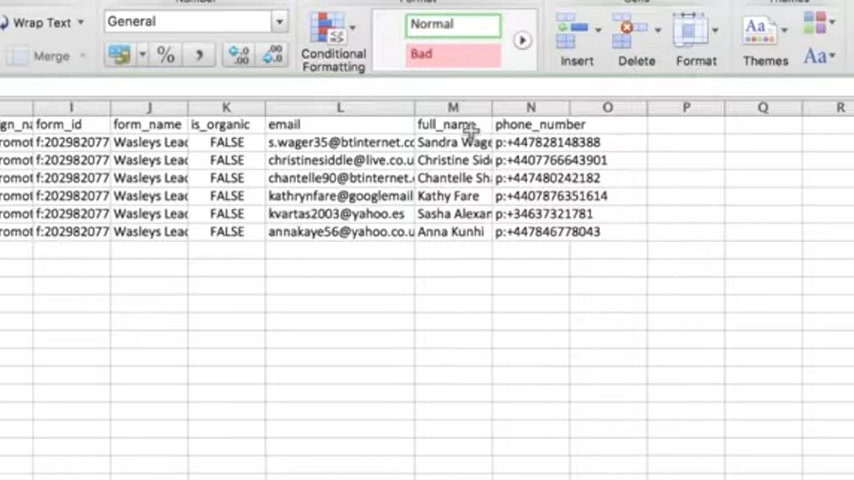 Wrap Text
General
Normal
Merge
%
Conditional Formatting
Bad
Insert
Delete
Format
Themes
Aa
I J K L M N O P Q R
gn_na form_id form_name is_organic email full_name phone_number
romot f:202982077 Wasleys Lead FALSE s.wager35@btinternet.co Sandra Wage p:+447828148388
romot f:202982077 Wasleys Lead FALSE christinesiddle@live.co.u Christine Sid p:+4407766643901
romot f:202982077 Wasleys Lead FALSE chantelle90@btinternet. Chantelle Sh p:+447480242182
romot f:202982077 Wasleys Lead FALSE kathrynfare@googlemail Kathy Fare p:+4407876351614
romot f:202982077 Wasleys Lead FALSE kvartas2003@yahoo.es Sasha Alexan p:+34637321781
romot f:202982077 Wasleys Lead FALSE annakaye56@yahoo.co.u Anna Kunhi p:+447846778043